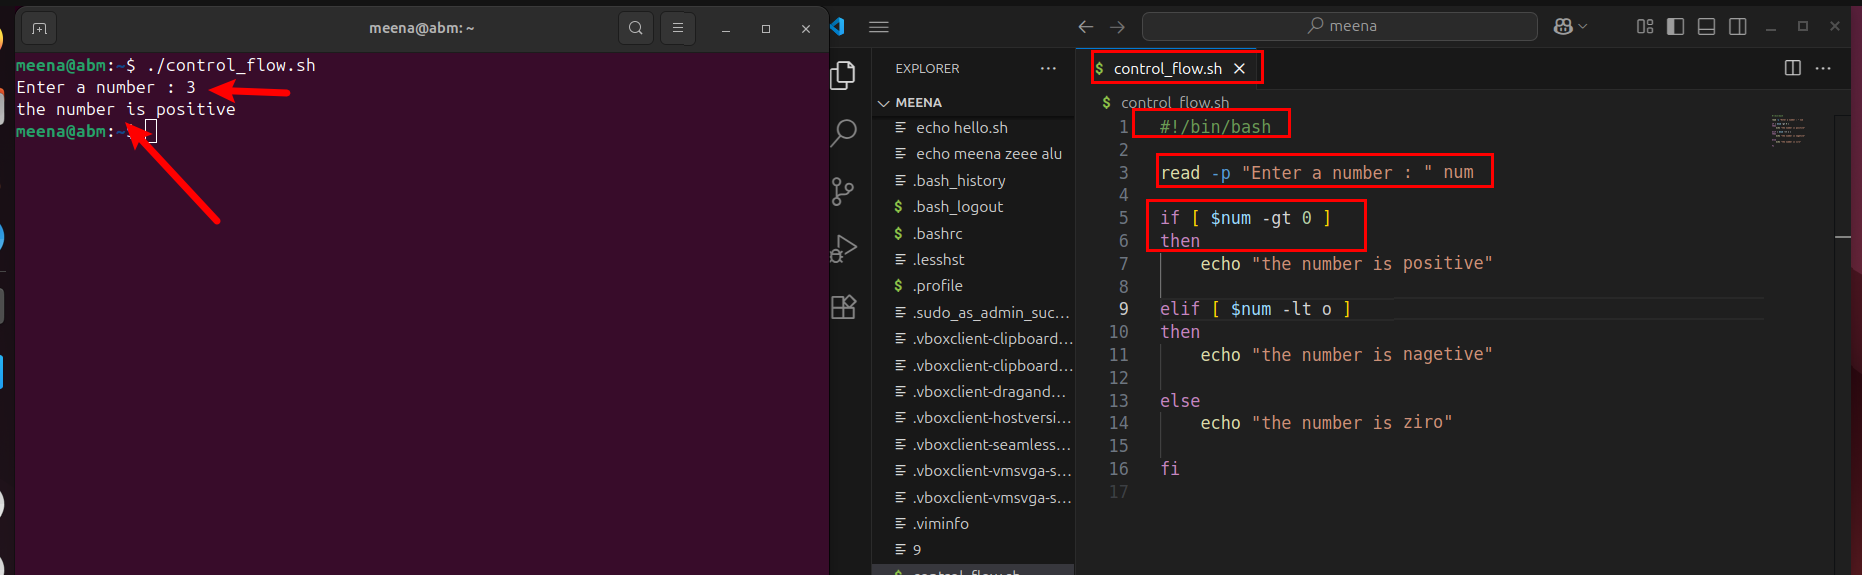 meena@abm: ~
meena@abm:~$ ./control_flow.sh
Enter a number : 3
the number is positive
meena@abm:~$
meena
EXPLORER
MEENA
echo hello.sh
echo meena zeee alu
.bash_history
$ .bash_logout
$ .bashrc
.lesshst
$ .profile
.sudo_as_admin_suc...
.vboxclient-clipboard...
.vboxclient-clipboard...
.vboxclient-dragand...
.vboxclient-hostversi...
.vboxclient-seamless...
.vboxclient-vmsvga-s...
.vboxclient-vmsvga-s...
.viminfo
9
$ control_flow.sh
$ control_flow.sh
$ control_flow.sh
1 #!/bin/bash
2
3 read -p "Enter a number : " num
4
5 if [ $num -gt 0 ]
6 then
7 echo "the number is positive"
8
9 elif [ $num -lt o ]
10 then
11 echo "the number is nagetive"
12
13 else
14 echo "the number is ziro"
15
16 fi
17